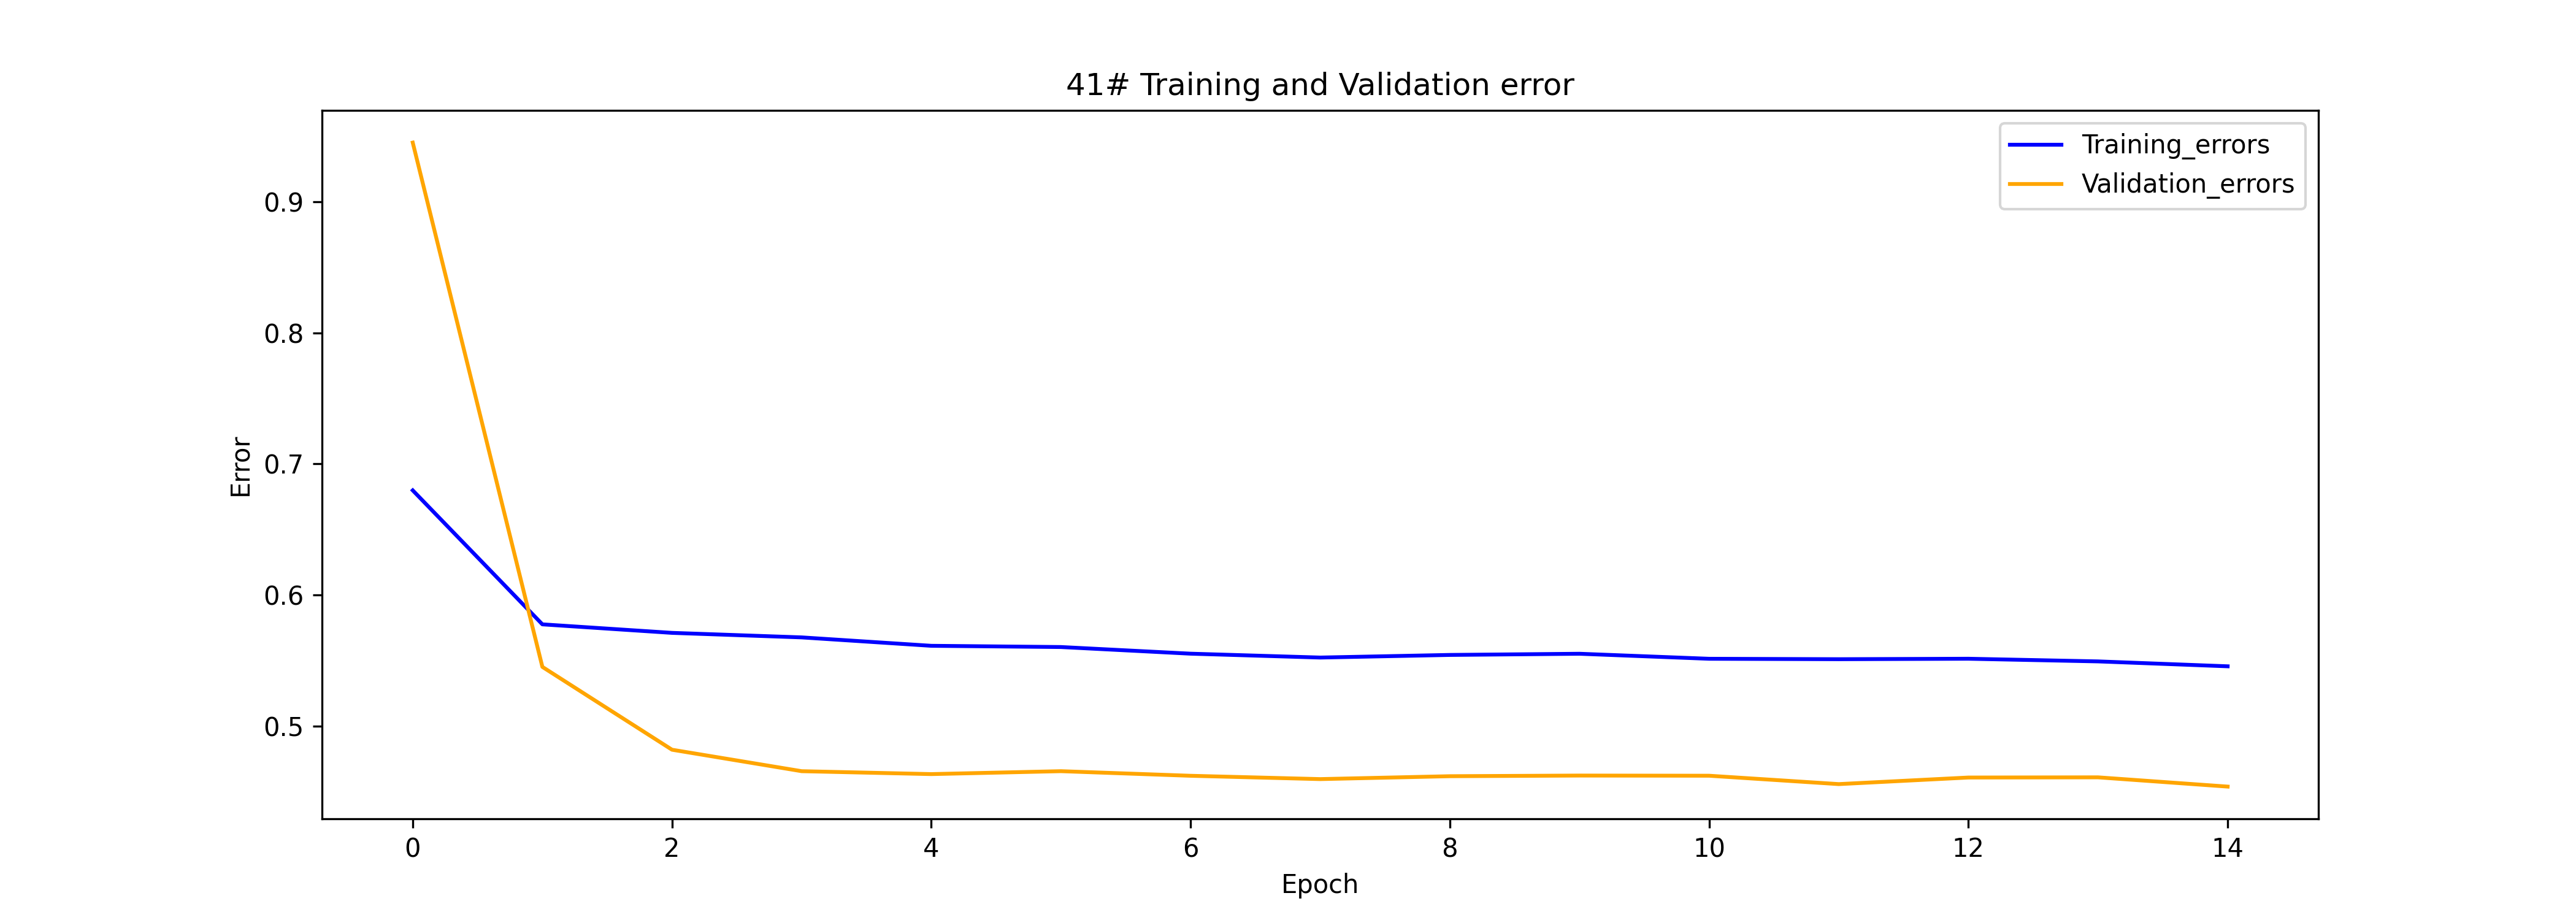 41# Training and Validation error
Training_errors
Validation_errors
0.9
0.8
0.7
0.6
0.5
Error
0 2 4 6 8 10 12 14
Epoch